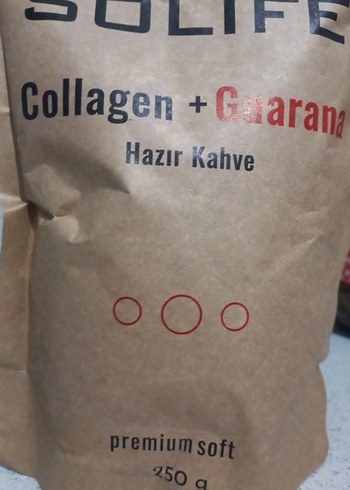 SOLIFE
Collagen + Guarana
Hazır Kahve
premium soft
250 g